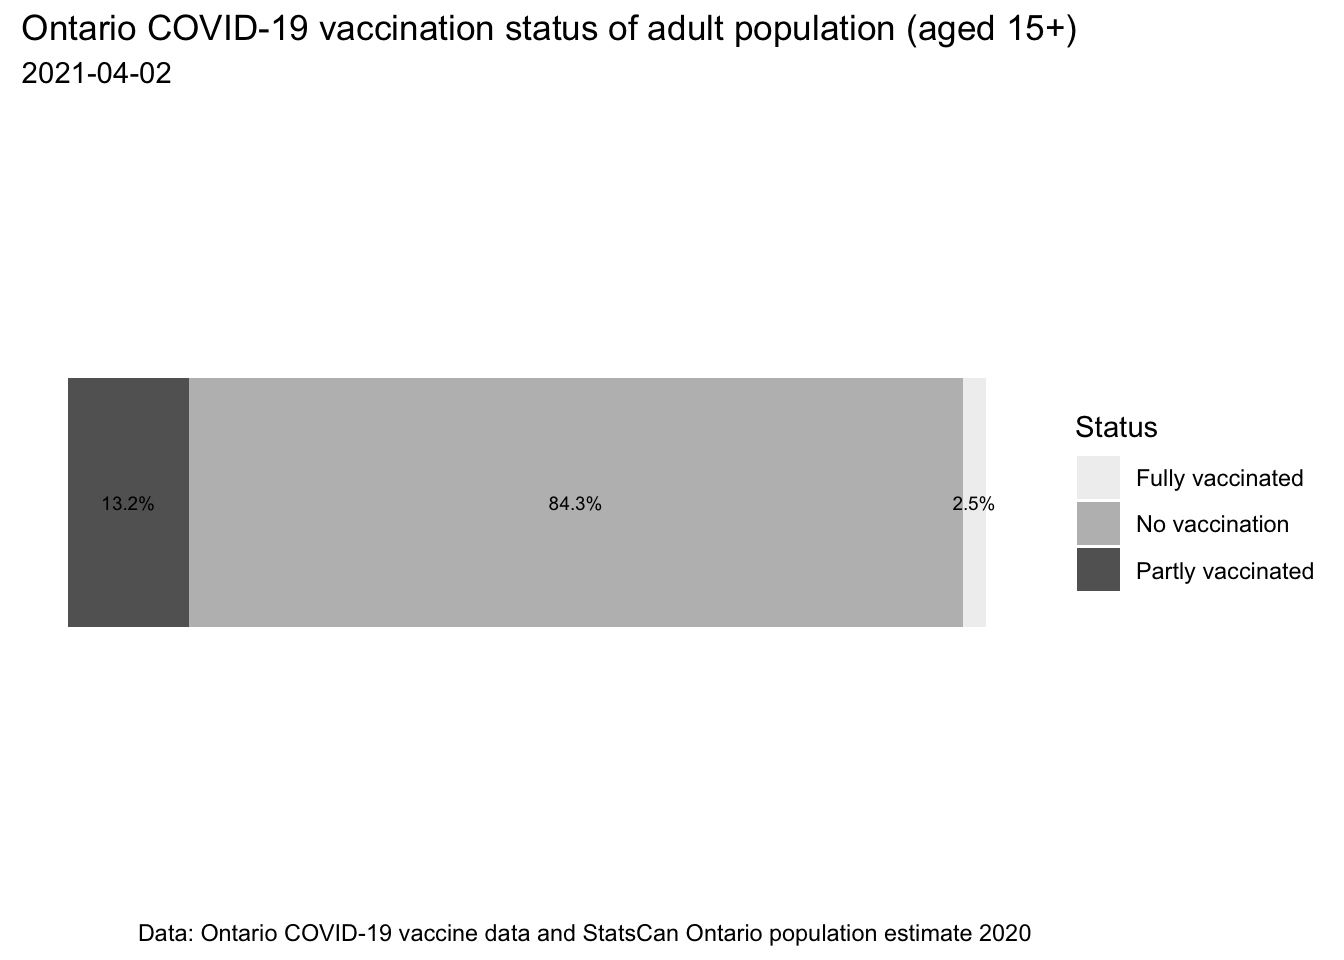 Ontario COVID-19 vaccination status of adult population (aged 15+)
2021-04-02
13.2%
84.3%
2.5%
Status
Fully vaccinated
No vaccination
Partly vaccinated
Data: Ontario COVID-19 vaccine data and StatsCan Ontario population estimate 2020